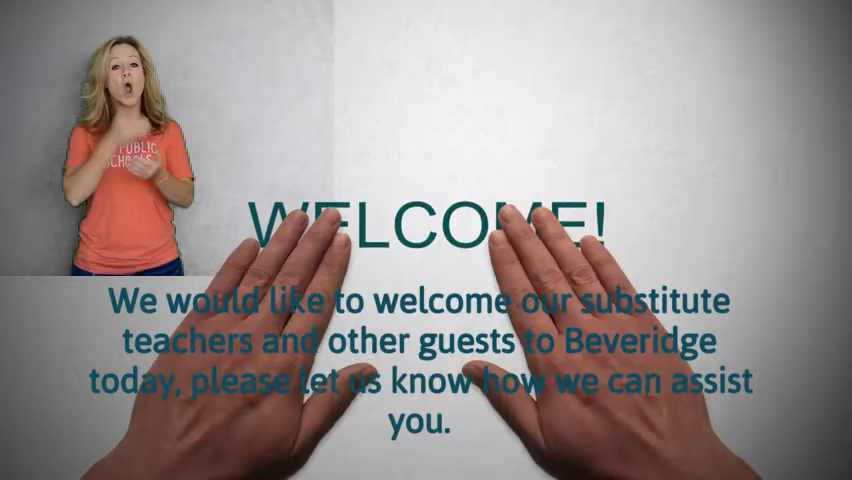 PUBLIC
SCHOOLS
WELCOME!
We would like to welcome our substitute
teachers and other guests to Beveridge
today, please let us know how we can assist
you.